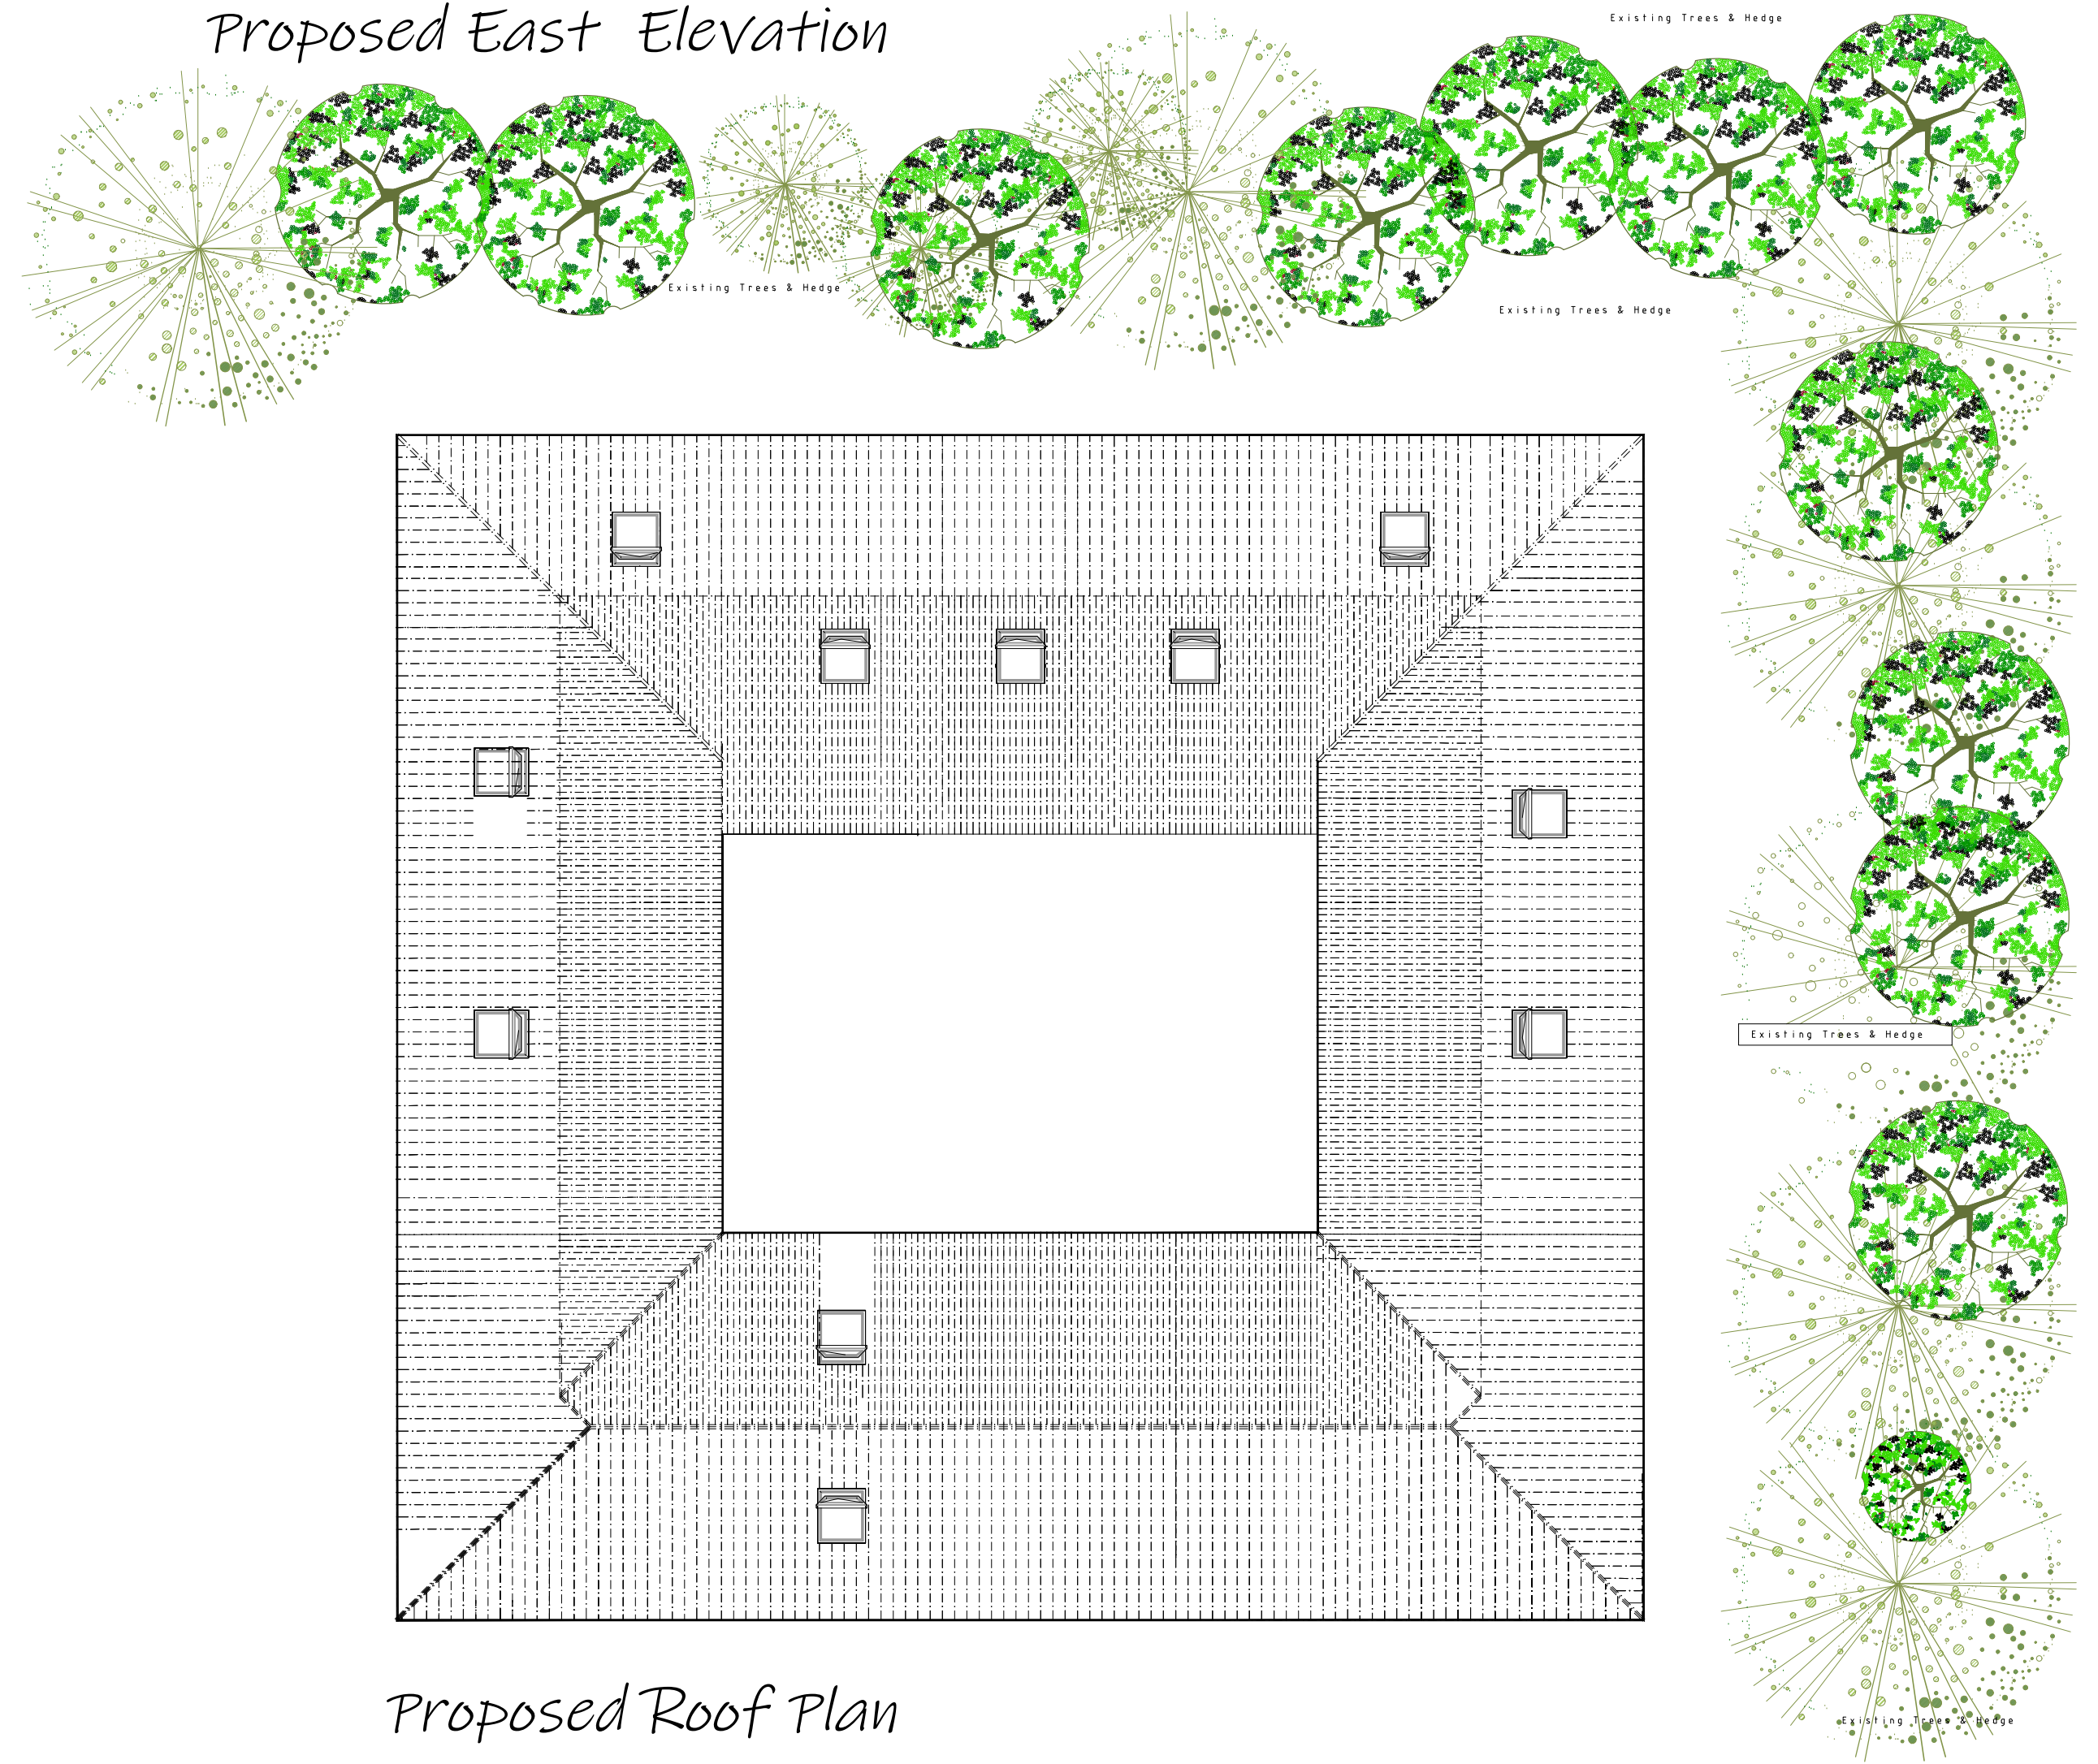 Existing Trees & Hedge
Proposed East Elevation
Existing Trees & Hedge
Existing Trees & Hedge
Existing Trees & Hedge
Proposed Roof Plan
Existing Trees & Hedge